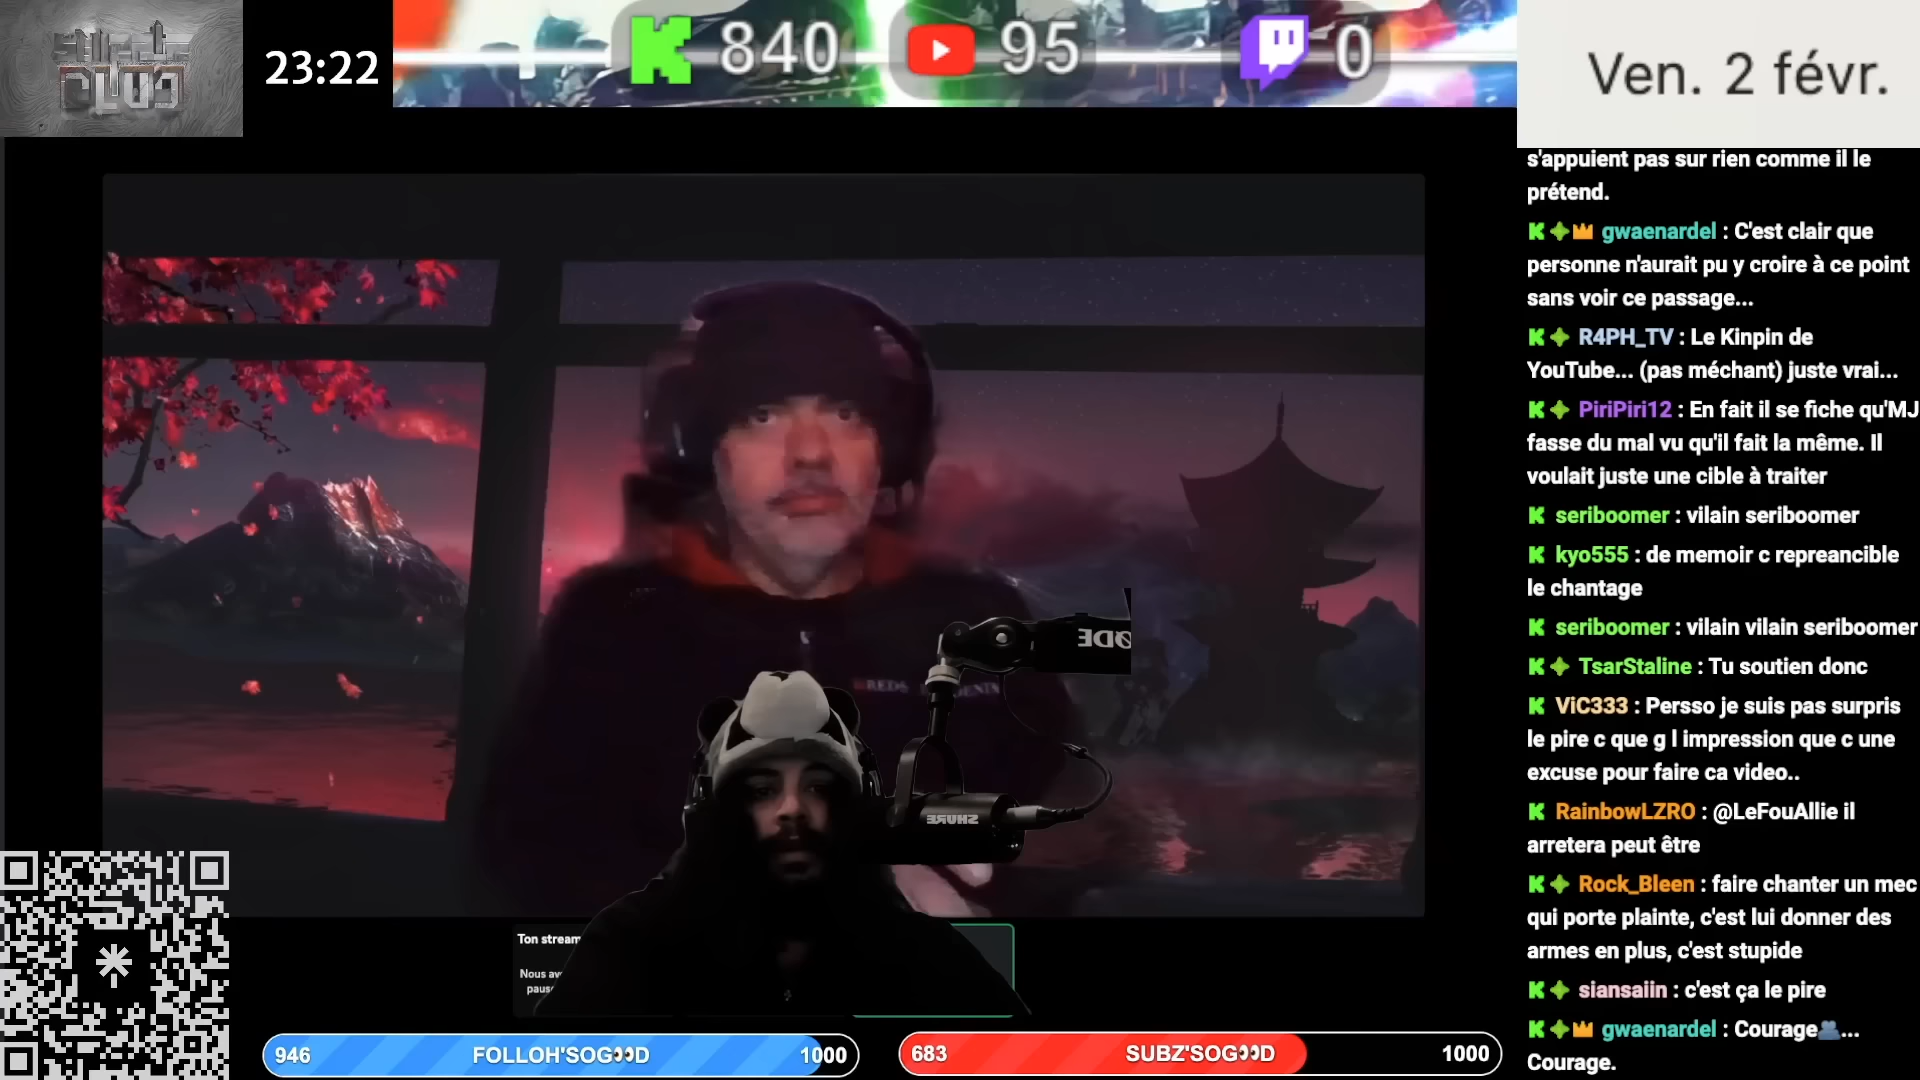 23:22
840
95
0
Ven. 2 févr.
s'appuient pas sur rien comme il le
prétend.
gwaenardel : C'est clair que
personne n'aurait pu y croire à ce point
sans voir ce passage...
R4PH_TV : Le Kinpin de
YouTube... (pas méchant) juste vrai...
PiriPiri12 : En fait il se fiche qu'MJ
fasse du mal vu qu'il fait la même. Il
voulait juste une cible à traiter
seriboomer : vilain seriboomer
kyo555 : de memoir c repreancible
le chantage
seriboomer : vilain vilain seriboomer
TsarStaline : Tu soutien donc
ViC333 : Persso je suis pas surpris
le pire c que g l impression que c une
excuse pour faire ca video..
RainbowLZRO : @LeFouAllie il
arretera peut être
Rock_Bleen : faire chanter un mec
qui porte plainte, c'est lui donner des
armes en plus, c'est stupide
siansaiin : c'est ça le pire
gwaenardel : Courage👥...
Courage.
SHURE
Ton stream
Nous
946 FOLLOH'SOG👀D 1000
683 SUBZ'SOG👀D 1000